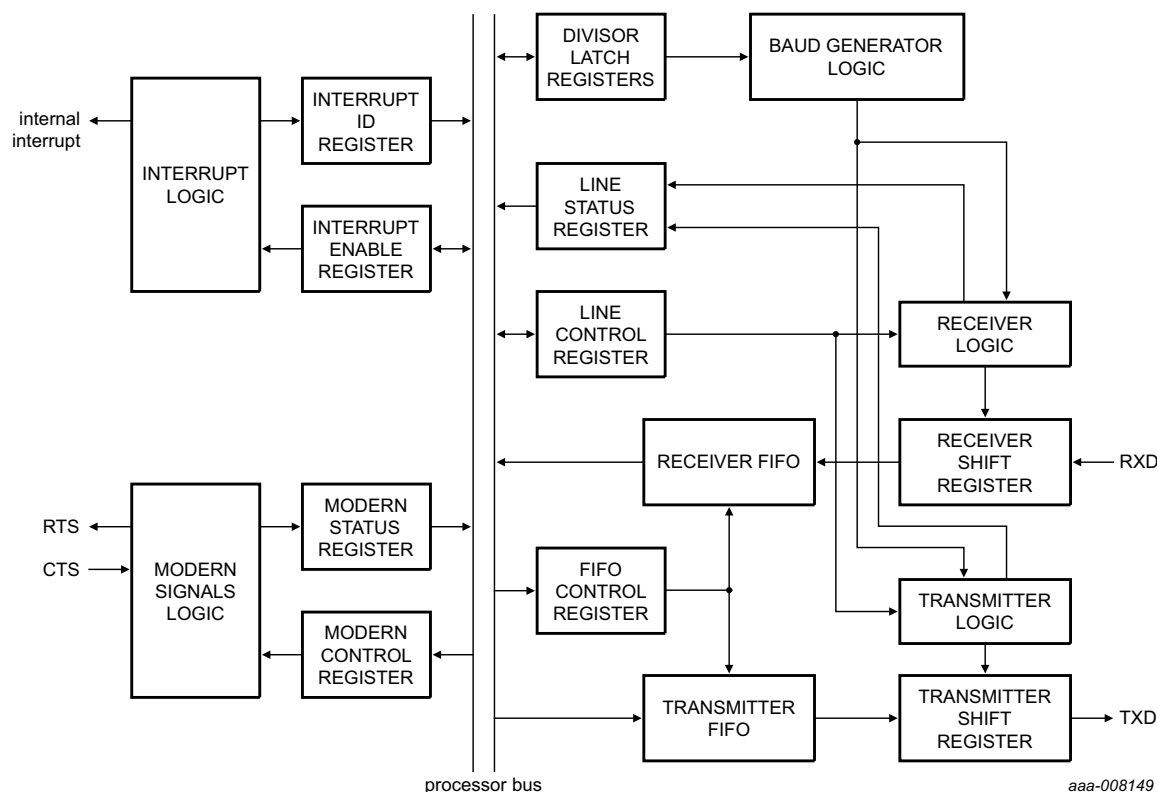 DIVISOR
LATCH
REGISTERS
BAUD GENERATOR
LOGIC
internal
interrupt
INTERRUPT
LOGIC
INTERRUPT
ID
REGISTER
INTERRUPT
ENABLE
REGISTER
LINE
STATUS
REGISTER
LINE
CONTROL
REGISTER
RECEIVER
LOGIC
RECEIVER FIFO
RECEIVER
SHIFT
REGISTER
RXD
RTS
CTS
MODERN
SIGNALS
LOGIC
MODERN
STATUS
REGISTER
MODERN
CONTROL
REGISTER
FIFO
CONTROL
REGISTER
TRANSMITTER
LOGIC
TRANSMITTER
FIFO
TRANSMITTER
SHIFT
REGISTER
TXD
processor bus
aaa-008149